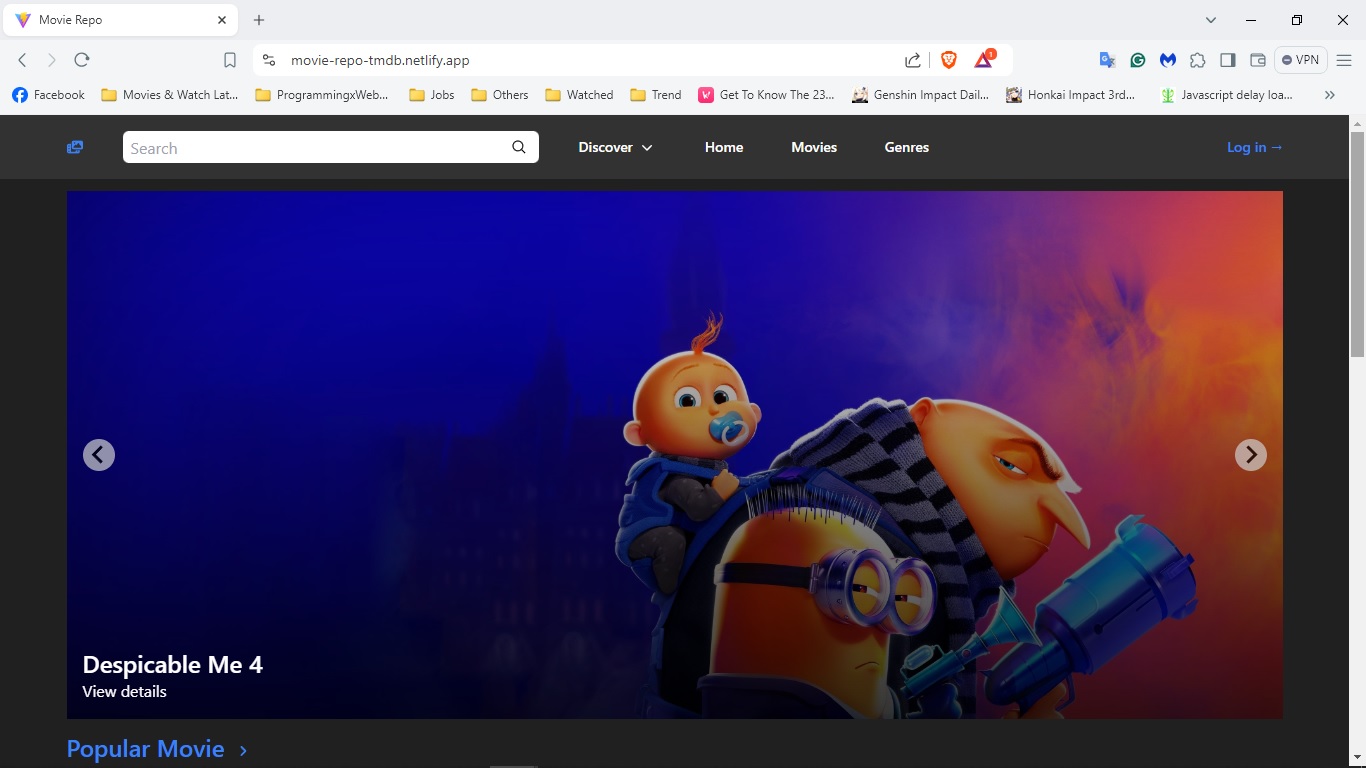 Movie Repo
movie-repo-tmdb.netlify.app
1
VPN
Facebook
Movies & Watch Lat...
ProgrammingxWeb...
Jobs
Others
Watched
Trend
Get To Know The 23...
Genshin Impact Dail...
Honkai Impact 3rd...
Javascript delay loa...
Search
Discover
Home
Movies
Genres
Log in →
Despicable Me 4
View details
Popular Movie